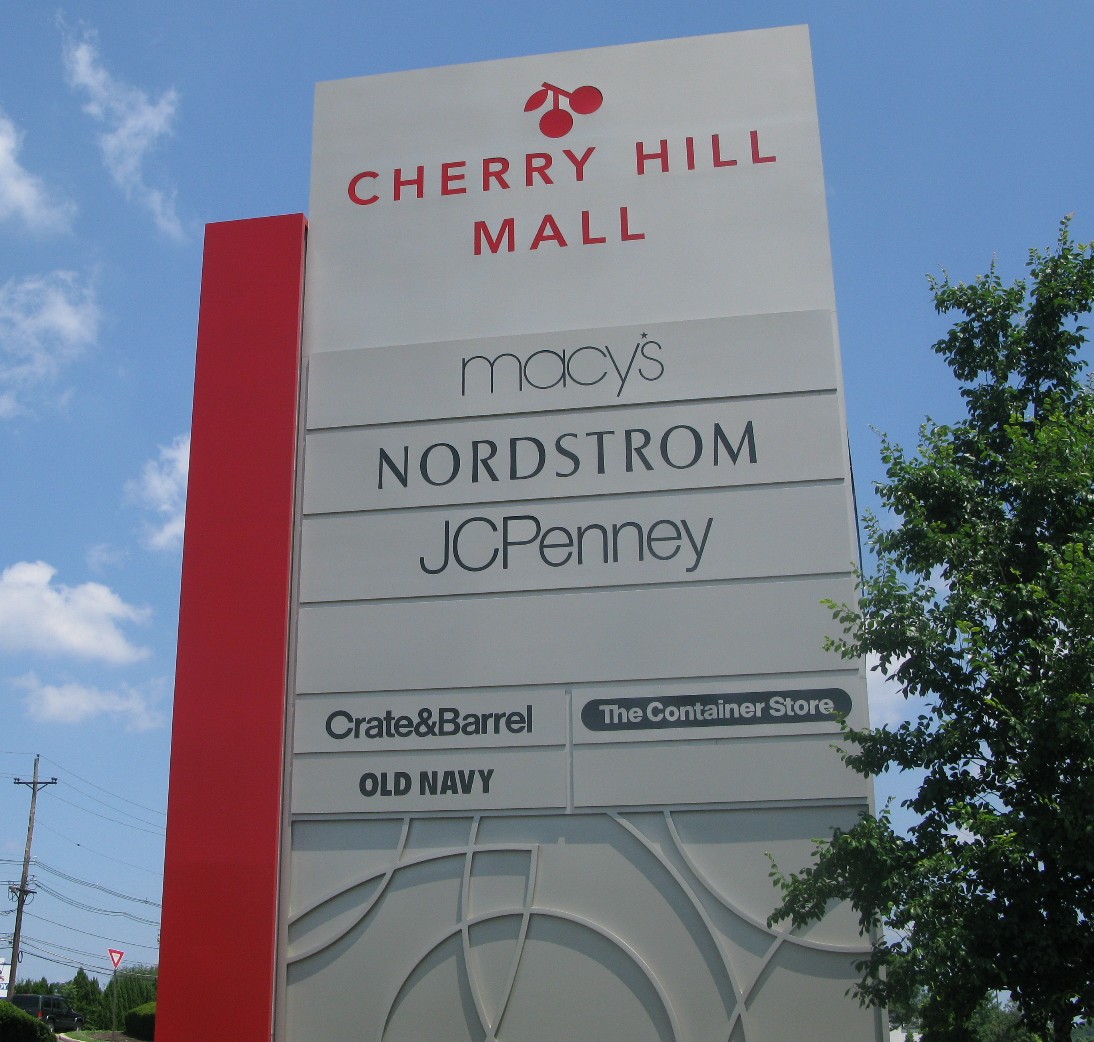 CHERRY HILL
MALL
macy's
NORDSTROM
JCPenney
Crate&Barrel
The Container Store
OLD NAVY